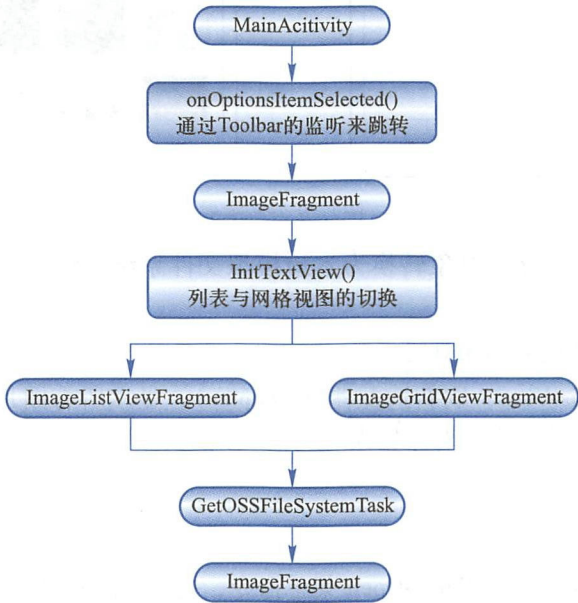 MainAcitivity
onOptionsItemSelected()
通过Toolbar的监听来跳转
ImageFragment
InitTextView()
列表与网格视图的切换
ImageListViewFragment
ImageGridViewFragment
GetOSSFileSystemTask
ImageFragment